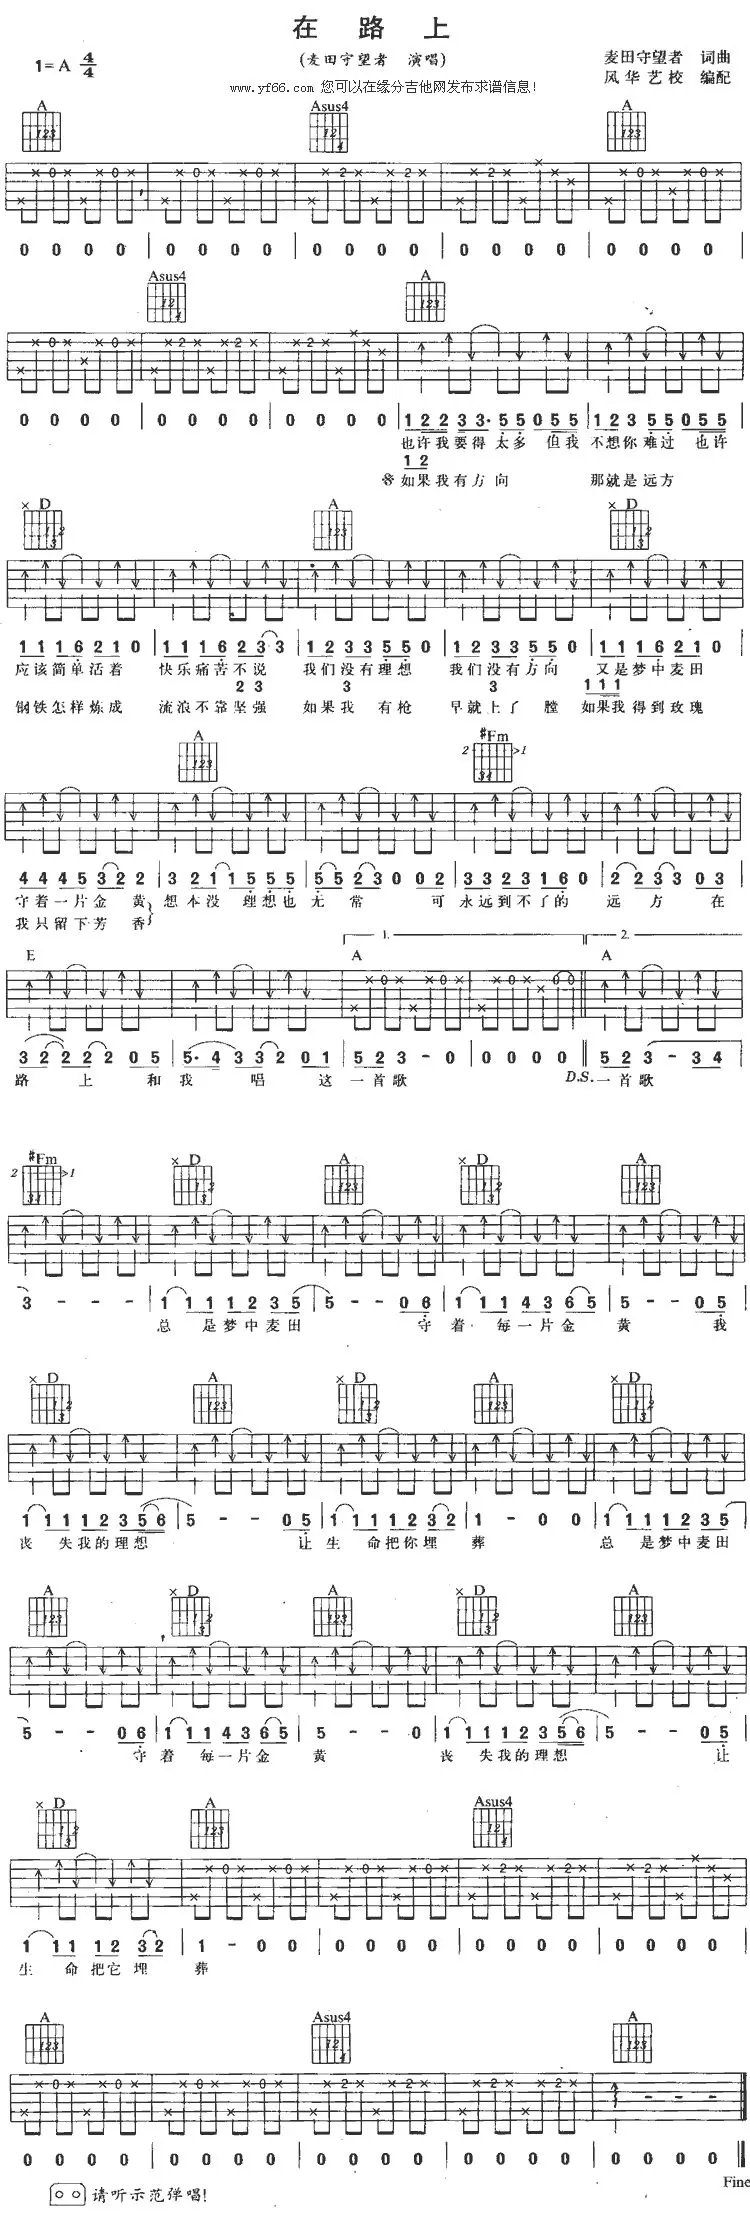 在 路 上
1=A 4/4
(麦田守望者 演唱)
麦田守望者 词曲
风华艺校 编配
www.yf66.com 您可以在缘分吉他网发布求谱信息!
A Asus4 A
0 0 0 0 | 0 0 0 0 | 0 0 0 0 | 0 0 0 0 | 0 0 0 0
Asus4 A
0 0 0 0 | 0 0 0 0 | 0 0 0 0 | 1 2 2 3 3· 5 5 0 5 5 | 1 2 3 5 5 0 5 5
也许我要得 太多 但我 不想你难过 也许
1 2
如果我有方向 那就是远方
× D A × D
1 1 1 6 2 1 0 | 1 1 1 6 2 3 3 | 1 2 3 3 5 5 0 | 1 2 3 3 5 5 0 | 1 1 1 6 2 1 0
应该简单活着 快乐痛苦不说 我们没有理想 我们没有方向 又是梦中麦田
2 3 3 3 1 1 1
钢铁怎样炼成 流浪不靠坚强 如果我 有枪 早就上了 膛 如果我得到玫瑰
A #Fm
2 >1
4 4 4 5 3 2 2 | 3 2 1 1 5 5 5 | 5 5 2 3 0 0 2 | 3 3 2 3 1 6 0 | 2 2 3 3 0 3
守着一片金 黄 想本没 理想也 无 常 可 永远到不了的 远 方 在
我只留下芳 香
1. 2.
E A A
3 2 2 2 2 0 5 | 5· 4 3 3 2 0 1 | 5 2 3 - 0 | 0 0 0 0 || 5 2 3 - 3 4
路 上 和 我 唱 这 一首歌 D.S. 一首歌
#Fm × D A × D A
2 >1
3 - - - | 1 1 1 1 2 3 5 | 5 - - 0 6 | 1 1 1 4 3 6 5 | 5 - - 0 5
总 是梦中麦田 守 着 每一片金 黄 我
× D A × D A × D
1 1 1 1 2 3 5 6 | 5 - - 0 5 | 1 1 1 1 2 3 2 | 1 - 0 0 | 1 1 1 1 2 3 5
丧 失我的理想 让 生 命把你埋 葬 总 是梦中麦田
A × D A × D A
5 - - 0 6 | 1 1 1 4 3 6 5 | 5 - - 0 | 1 1 1 1 2 3 5 6 | 5 - - 0 5
守 着 每一片金 黄 丧 失我的理想 让
× D A Asus4
1 1 1 1 2 3 2 | 1 - 0 0 | 0 0 0 0 | 0 0 0 0 | 0 0 0 0
生 命把它埋 葬
A Asus4 A
0 0 0 0 | 0 0 0 0 | 0 0 0 0 | 0 0 0 0 | 0 0 0 0
Fine
请听示范弹唱!